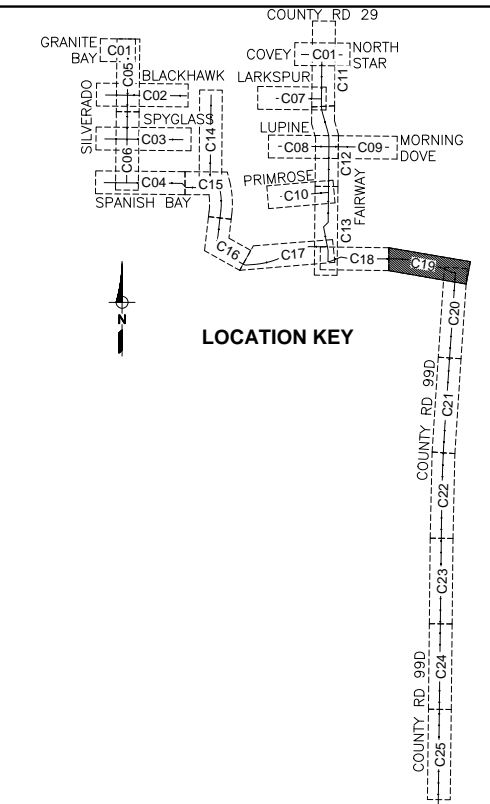 COUNTY RD 29
GRANITE BAY
C01
COVEY
C01
NORTH STAR
C05
C11
BLACKHAWK
LARKSPUR
C02
C07
SILVERADO
SPYGLASS
C14
LUPINE
C03
C08
C09
MORNING DOVE
C06
C12
PRIMROSE
C04
C15
C10
FAIRWAY
SPANISH BAY
C13
C16
C17
C18
C19
C20
N
LOCATION KEY
COUNTY RD 99D
C21
C22
C23
C24
COUNTY RD 99D
C25